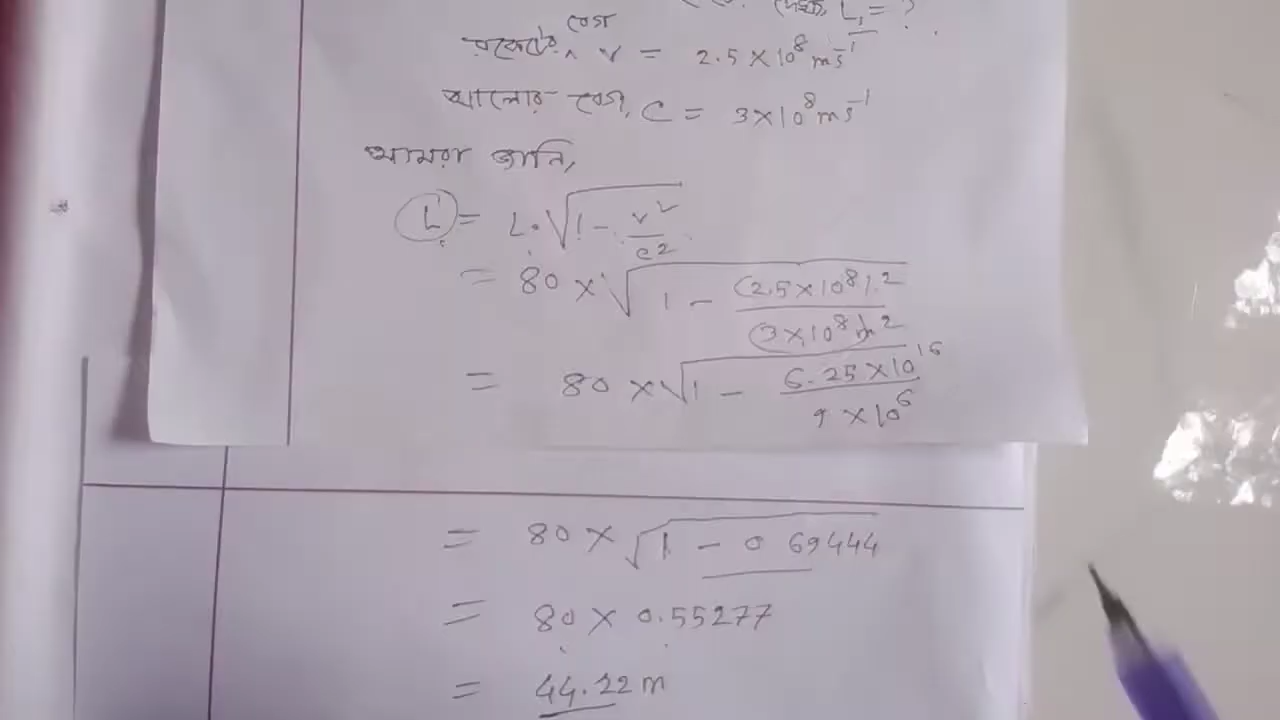 L₁ = ?
বেগ
রকেটের ^ v = 2.5×10⁸ ms⁻¹
আলোর বেগ, C = 3×10⁸ ms⁻¹
আমরা জানি,
L = L₀√1 - v²/c²
= 80 × √1 - (2.5×10⁸)²/(3×10⁸)²
= 80 ×√1 - 6.25×10¹⁶/9×10⁶
= 80 × √1 - 0 69444
= 80 × 0.55277
= 44.22 m